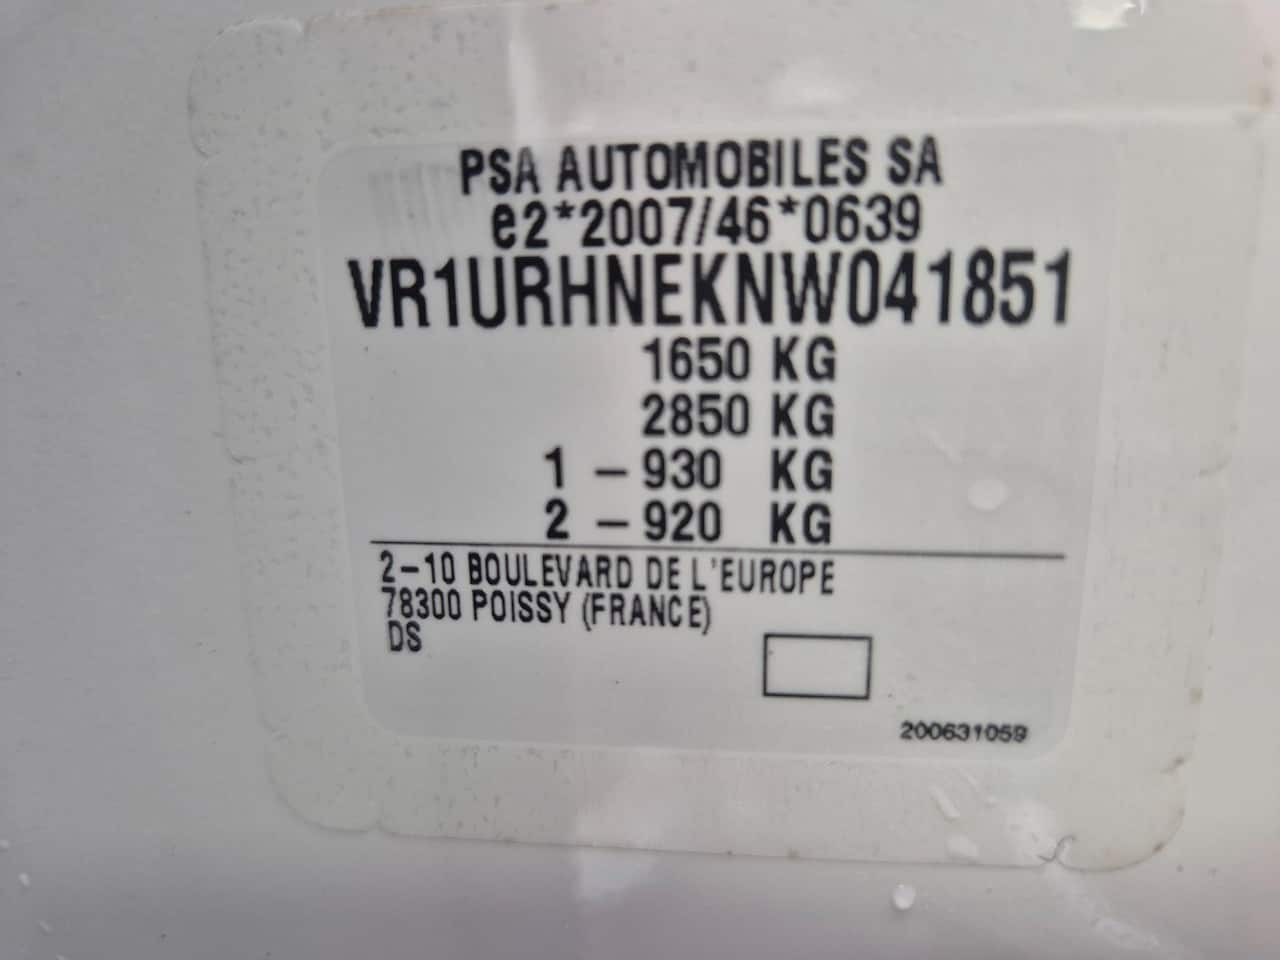 PSA AUTOMOBILES SA
e2*2007/46*0639
VR1URHNEKNW041851
1650 KG
2850 KG
1 – 930 KG
2 – 920 KG
2–10 BOULEVARD DE L'EUROPE
78300 POISSY (FRANCE)
DS
200631059